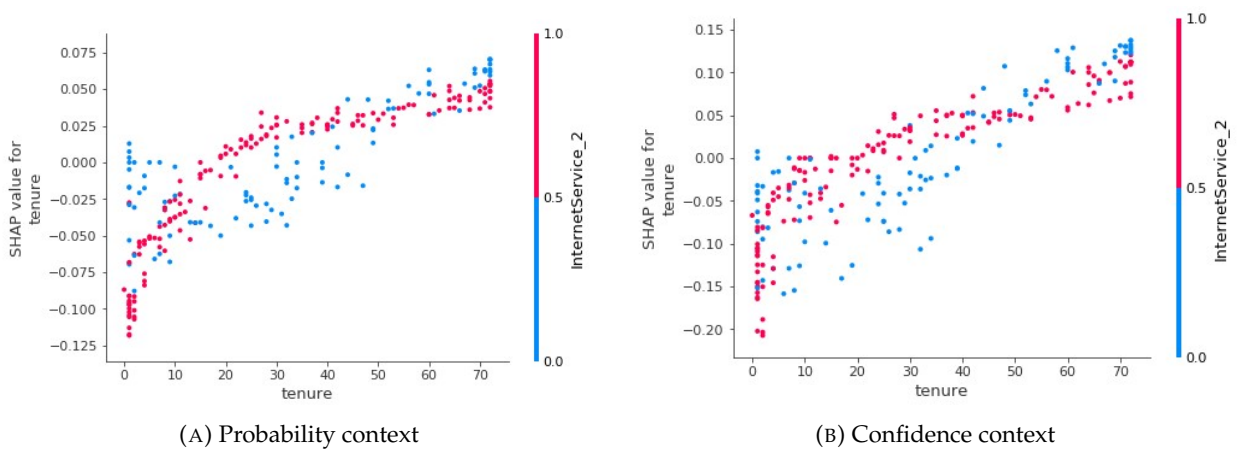 0.075
0.050
0.025
0.000
−0.025
−0.050
−0.075
−0.100
−0.125
SHAP value for
tenure
0 10 20 30 40 50 60 70
tenure
1.0
0.5
0.0
InternetService_2
(A) Probability context
0.15
0.10
0.05
0.00
−0.05
−0.10
−0.15
−0.20
SHAP value for
tenure
0 10 20 30 40 50 60 70
tenure
1.0
0.5
0.0
InternetService_2
(B) Confidence context